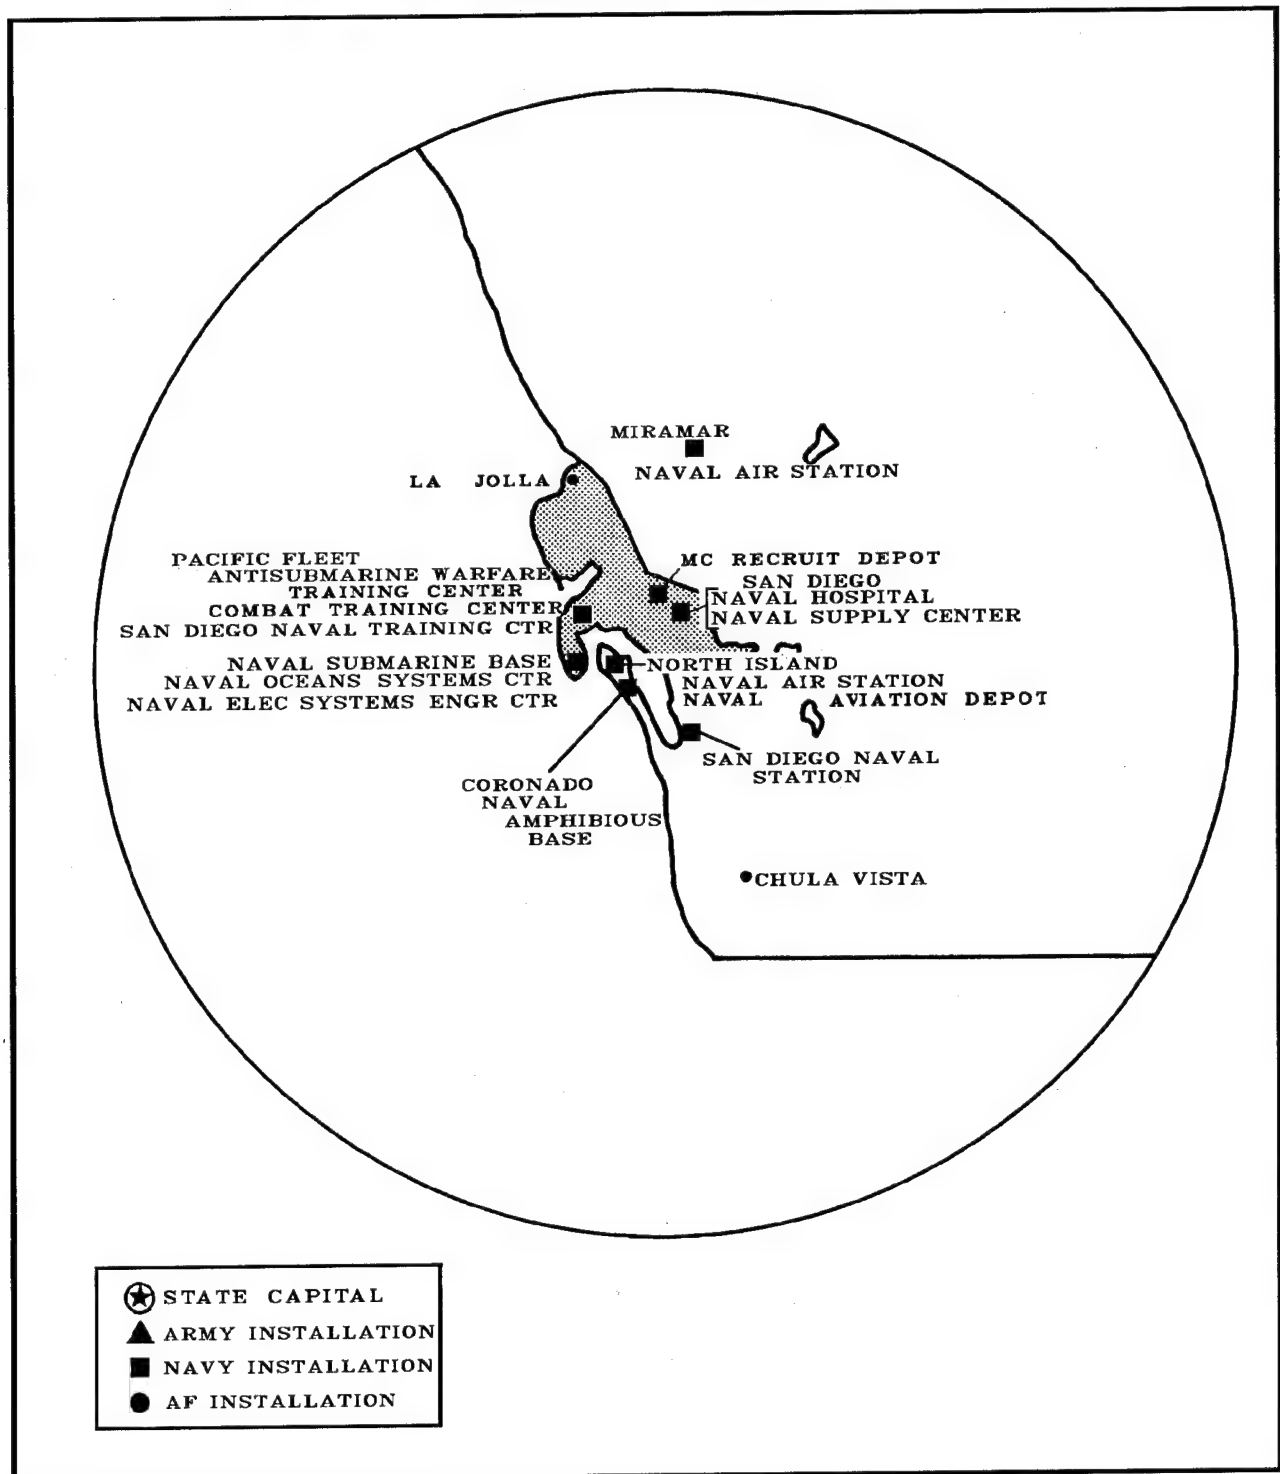 MIRAMAR
NAVAL AIR STATION
LA JOLLA
PACIFIC FLEET
ANTISUBMARINE WARFARE
TRAINING CENTER
COMBAT TRAINING CENTER
SAN DIEGO NAVAL TRAINING CTR
MC RECRUIT DEPOT
SAN DIEGO
NAVAL HOSPITAL
NAVAL SUPPLY CENTER
NAVAL SUBMARINE BASE
NAVAL OCEANS SYSTEMS CTR
NAVAL ELEC SYSTEMS ENGR CTR
NORTH ISLAND
NAVAL AIR STATION
NAVAL AVIATION DEPOT
SAN DIEGO NAVAL
STATION
CORONADO
NAVAL
AMPHIBIOUS
BASE
CHULA VISTA
STATE CAPITAL
ARMY INSTALLATION
NAVY INSTALLATION
AF INSTALLATION